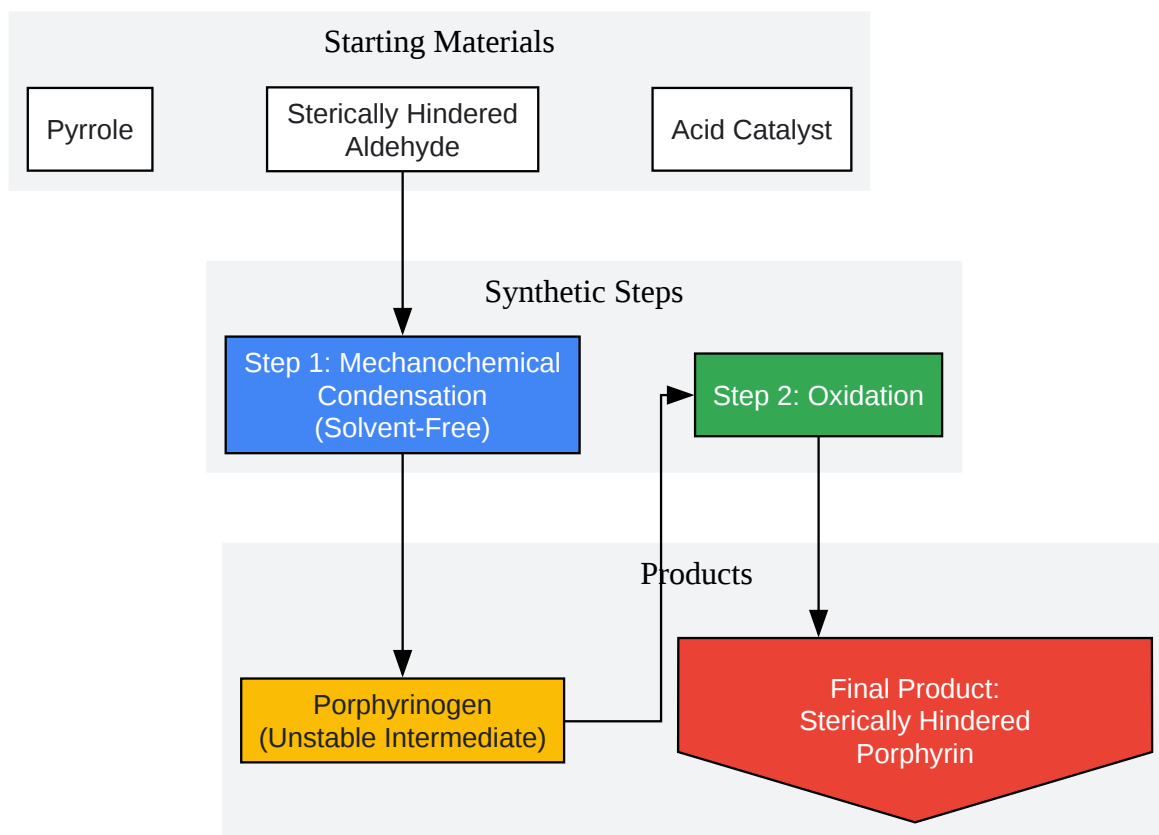 Starting Materials
Pyrrole
Sterically Hindered
Aldehyde
Acid Catalyst
Synthetic Steps
Step 1: Mechanochemical
Condensation
(Solvent-Free)
Step 2: Oxidation
Products
Porphyrinogen
(Unstable Intermediate)
Final Product:
Sterically Hindered
Porphyrin